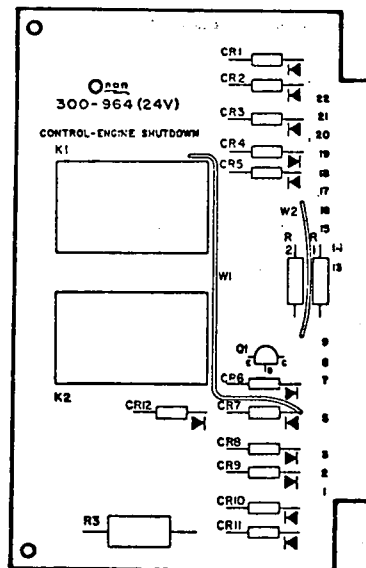 Onan
300-964 (24V)
CONTROL-ENGINE SHUTDOWN
K1
K2
CR1
CR2
CR3
CR4
CR5
W1
W2
R2
R1
Q1
E
B
C
CR6
CR7
CR12
CR8
CR9
CR10
CR11
R3
22
21
20
19
18
17
16
15
14
13
9
8
7
5
3
2
1